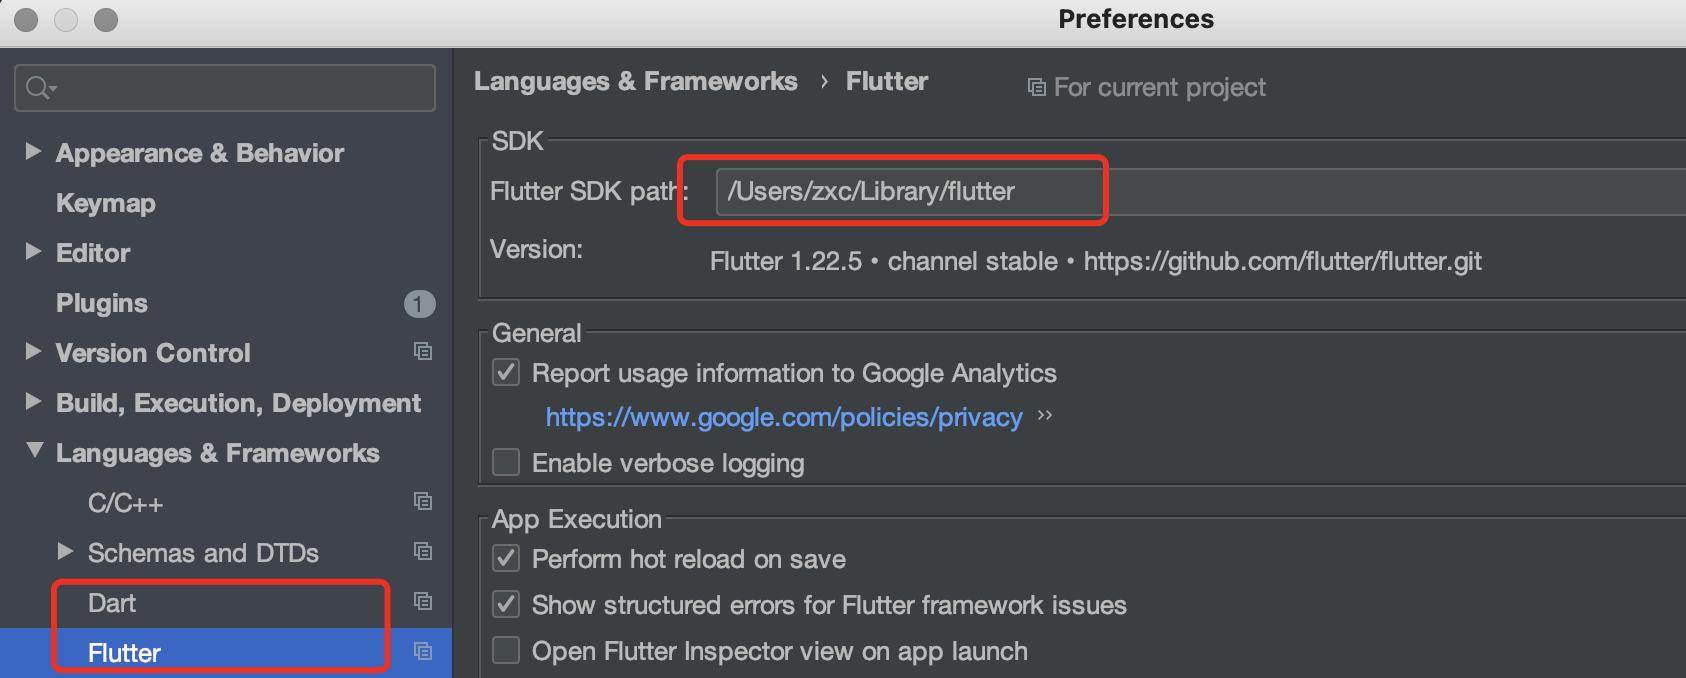 Preferences
Appearance & Behavior
Keymap
Editor
Plugins
1
Version Control
Build, Execution, Deployment
Languages & Frameworks
C/C++
Schemas and DTDs
Dart
Flutter
Languages & Frameworks › Flutter
For current project
SDK
Flutter SDK path: /Users/zxc/Library/flutter
Version: Flutter 1.22.5 • channel stable • https://github.com/flutter/flutter.git
General
Report usage information to Google Analytics
https://www.google.com/policies/privacy
Enable verbose logging
App Execution
Perform hot reload on save
Show structured errors for Flutter framework issues
Open Flutter Inspector view on app launch